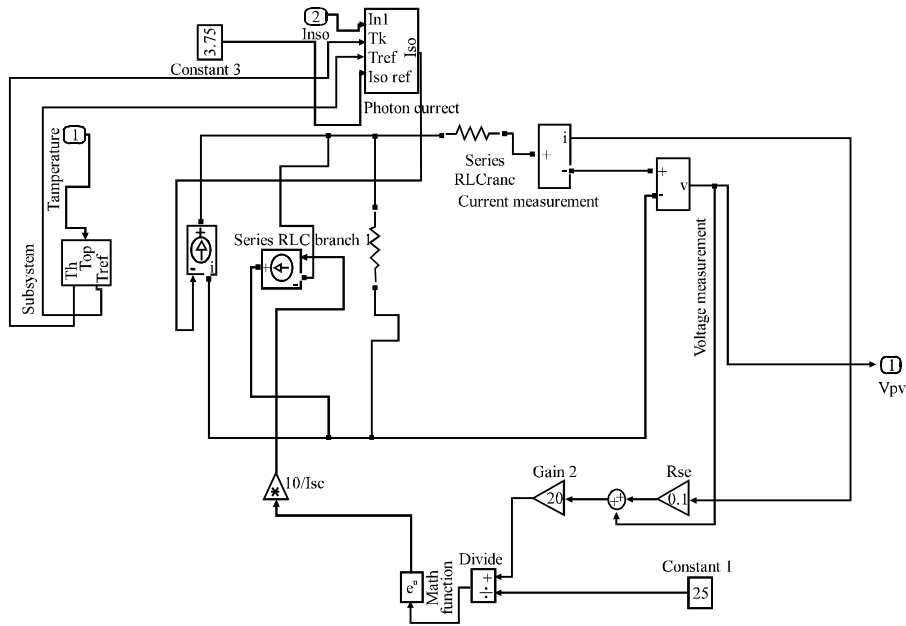 2
Inso
3.75
Constant 3
In1
Tk
Tref
Iso ref
Iso
Photon currect
1
Tamperature
Subsystem
Th
Top
Tref
+
-
i
Series RLC branch 1
+
-
Series
RLCranc
i
+
-
Current measurement
+
-
v
Voltage measurement
1
Vpv
10/Isc
Gain 2
20
++
Rse
0.1
Divide
+
÷
Math
function
eᵘ
Constant 1
25